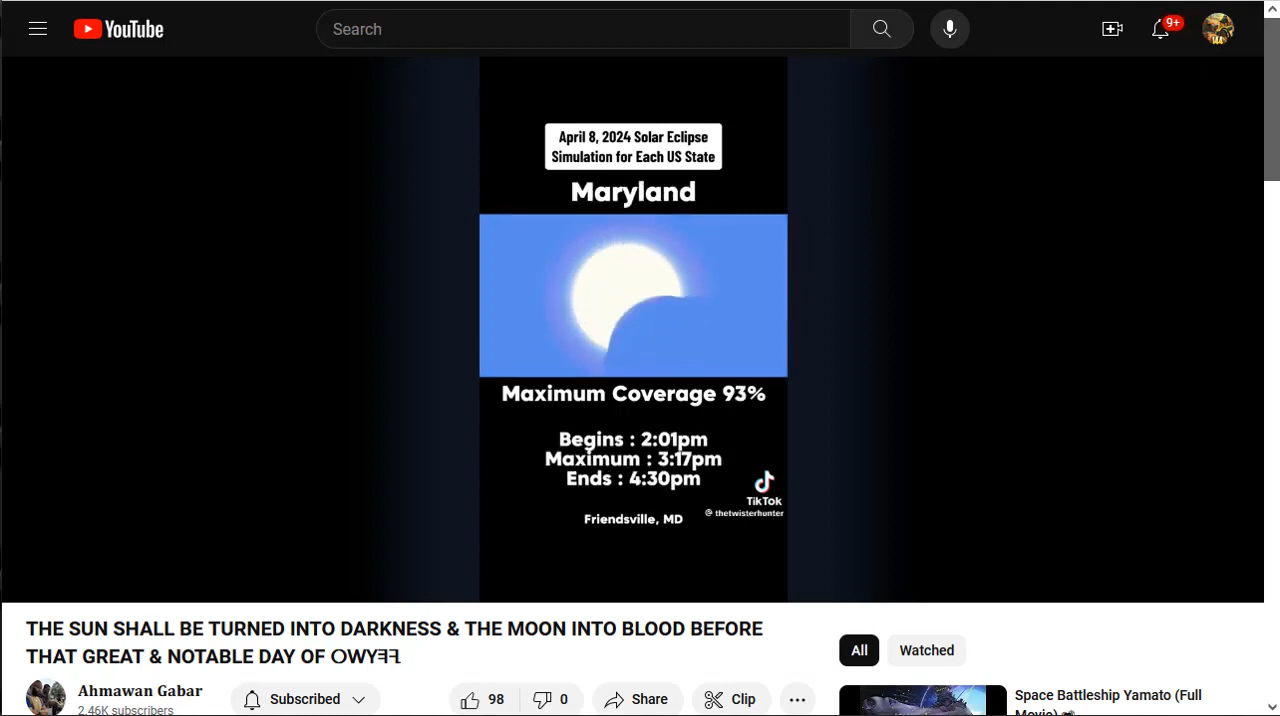 YouTube
Search
9+
April 8, 2024 Solar Eclipse
Simulation for Each US State
Maryland
Maximum Coverage 93%
Begins : 2:01pm
Maximum : 3:17pm
Ends : 4:30pm
TikTok
@ thetwisterhunter
Friendsville, MD
THE SUN SHALL BE TURNED INTO DARKNESS & THE MOON INTO BLOOD BEFORE
THAT GREAT & NOTABLE DAY OF
All
Watched
Ahmawan Gabar
2.46K subscribers
Subscribed
98
0
Share
Clip
Space Battleship Yamato (Full
Movie)